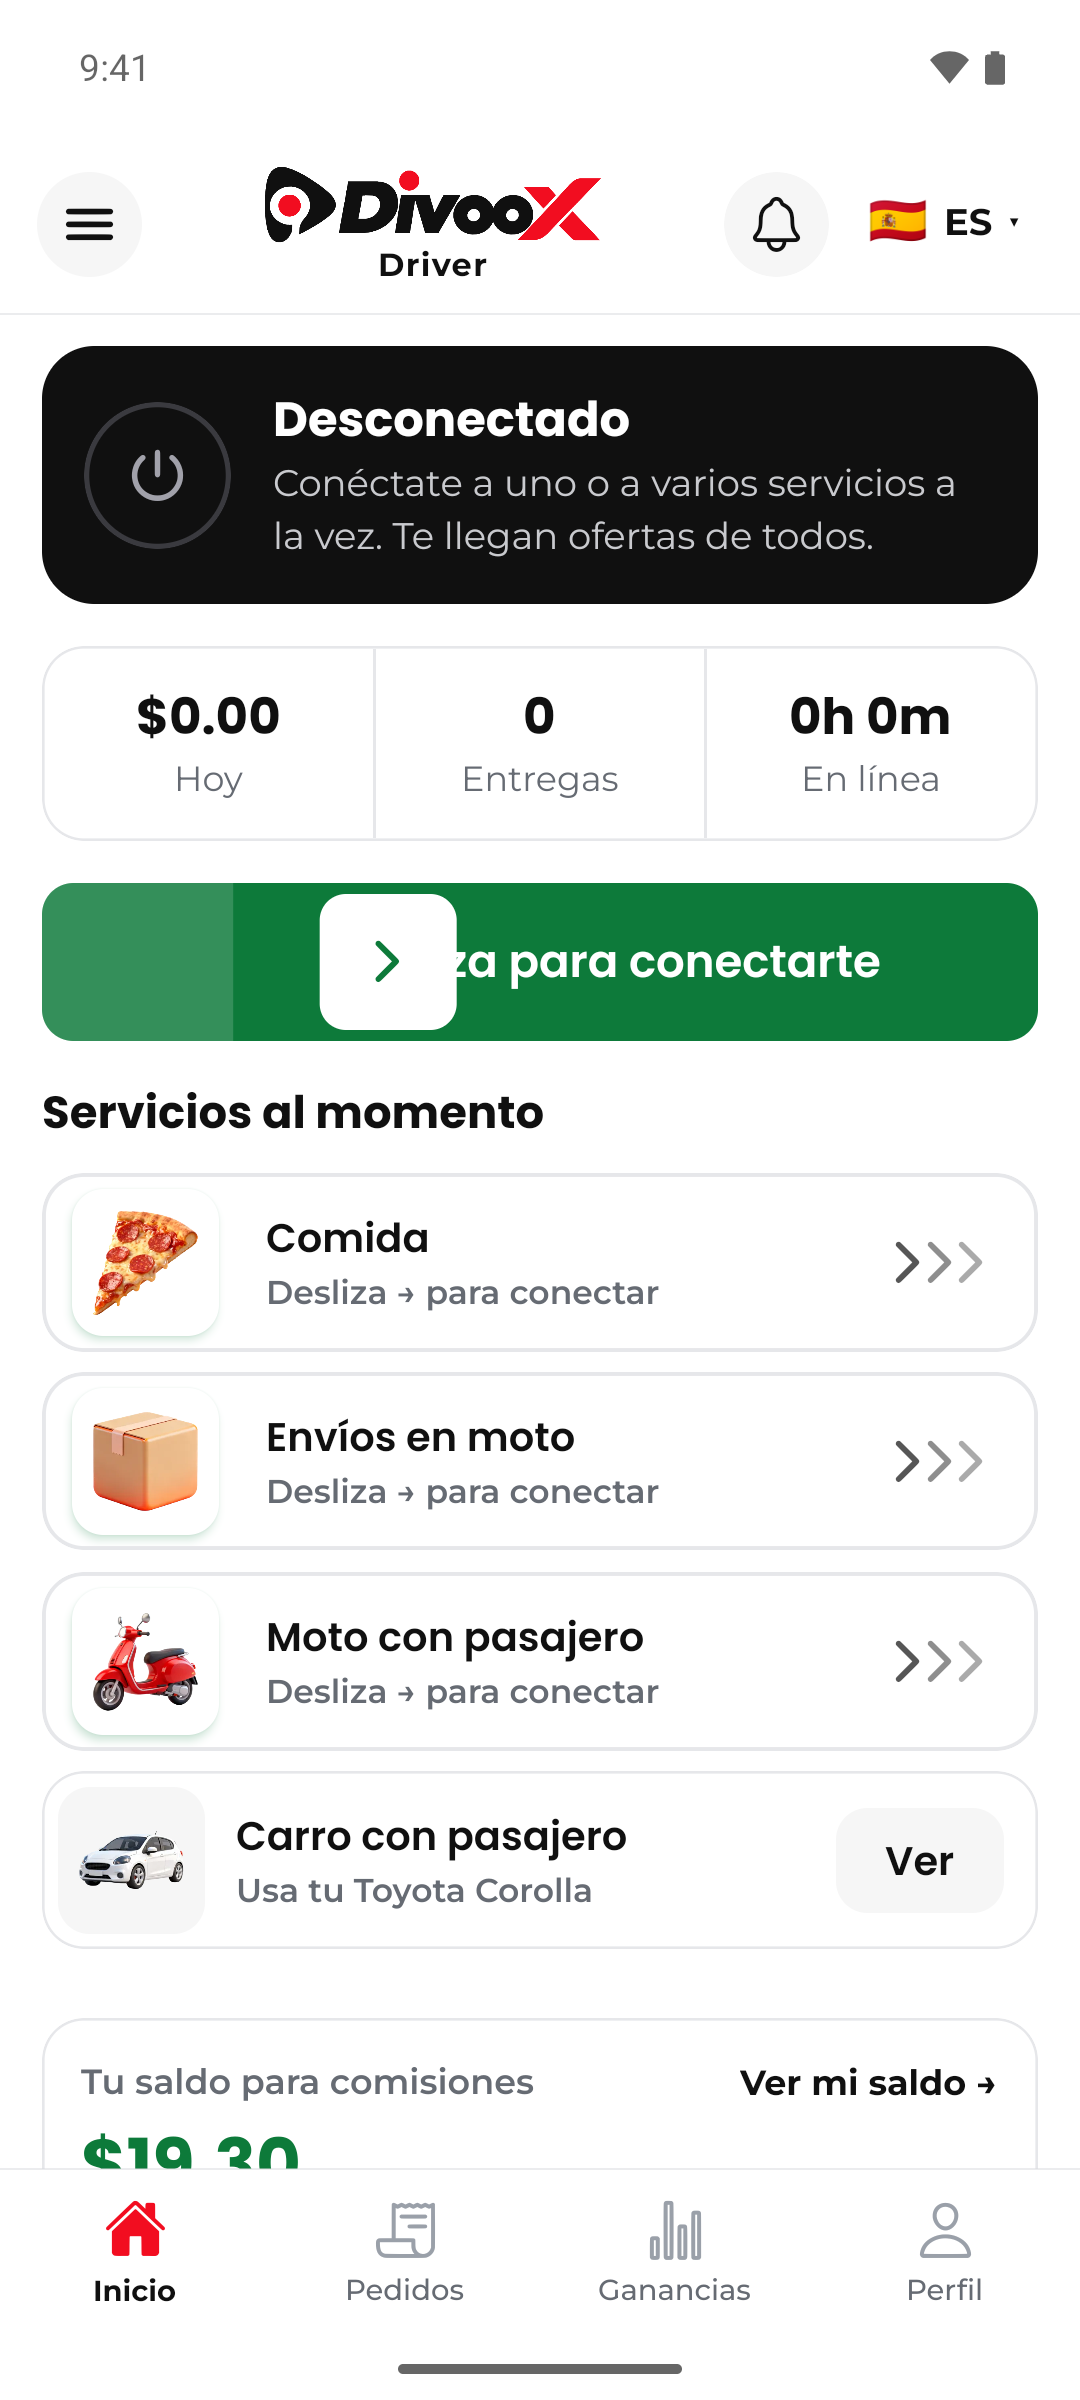 9:41
DivooX
Driver
ES
Desconectado
Conéctate a uno o a varios servicios a
la vez. Te llegan ofertas de todos.
$0.00
Hoy
0
Entregas
0h 0m
En línea
para conectarte
Servicios al momento
Comida
Desliza → para conectar
Envíos en moto
Desliza → para conectar
Moto con pasajero
Desliza → para conectar
Carro con pasajero
Usa tu Toyota Corolla
Ver
Tu saldo para comisiones
Ver mi saldo →
$19.30
Inicio
Pedidos
Ganancias
Perfil